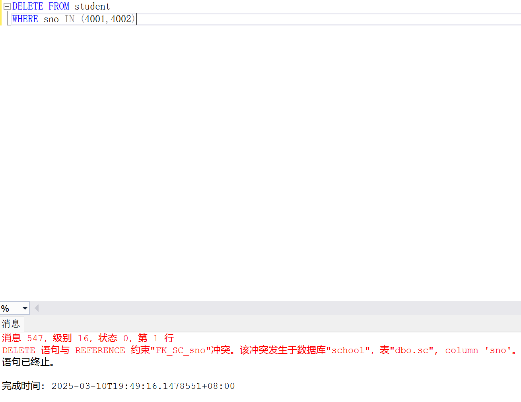 DELETE FROM student
WHERE sno IN (4001,4002)
%
消息
消息 547，级别 16，状态 0，第 1 行
DELETE 语句与 REFERENCE 约束"FK_SC_sno"冲突。该冲突发生于数据库"school"，表"dbo.sc", column 'sno'。
语句已终止。
完成时间: 2025-03-10T19:49:16.1478551+08:00